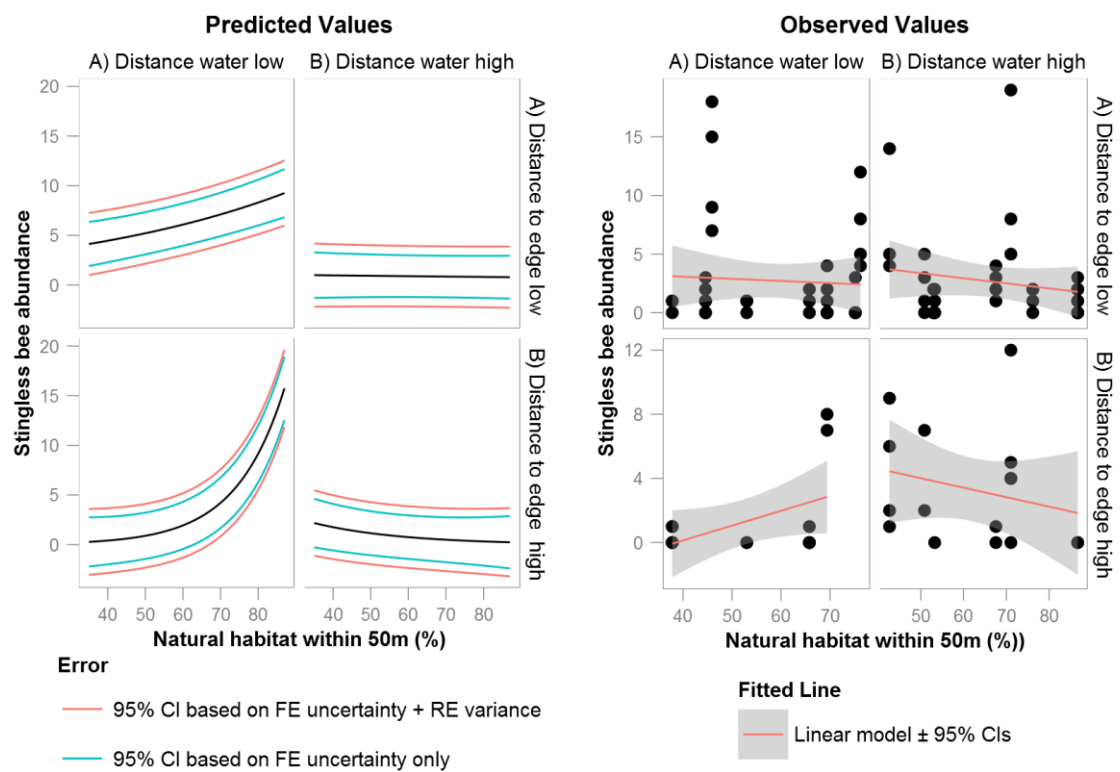 Predicted Values
A) Distance water low
B) Distance water high
20
15
10
5
0
A) Distance to edge low
20
15
10
5
0
B) Distance to edge high
Stingless bee abundance
40 50 60 70 80
40 50 60 70 80
Natural habitat within 50m (%)
Error
95% CI based on FE uncertainty + RE variance
95% CI based on FE uncertainty only
Observed Values
A) Distance water low
B) Distance water high
15
10
5
0
A) Distance to edge low
12
8
4
0
B) Distance to edge high
Stingless bee abundance
40 50 60 70
50 60 70 80
Natural habitat within 50m (%))
Fitted Line
Linear model ± 95% CIs